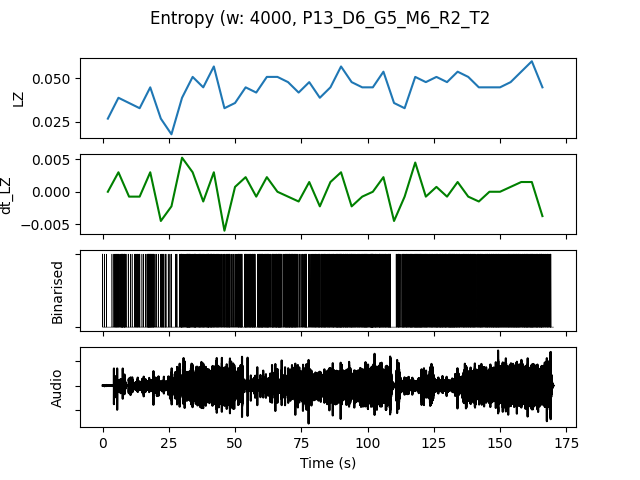 Entropy (w: 4000, P13_D6_G5_M6_R2_T2
LZ
0.050
0.025
dt_LZ
0.005
0.000
−0.005
Binarised
Audio
0 25 50 75 100 125 150 175
Time (s)